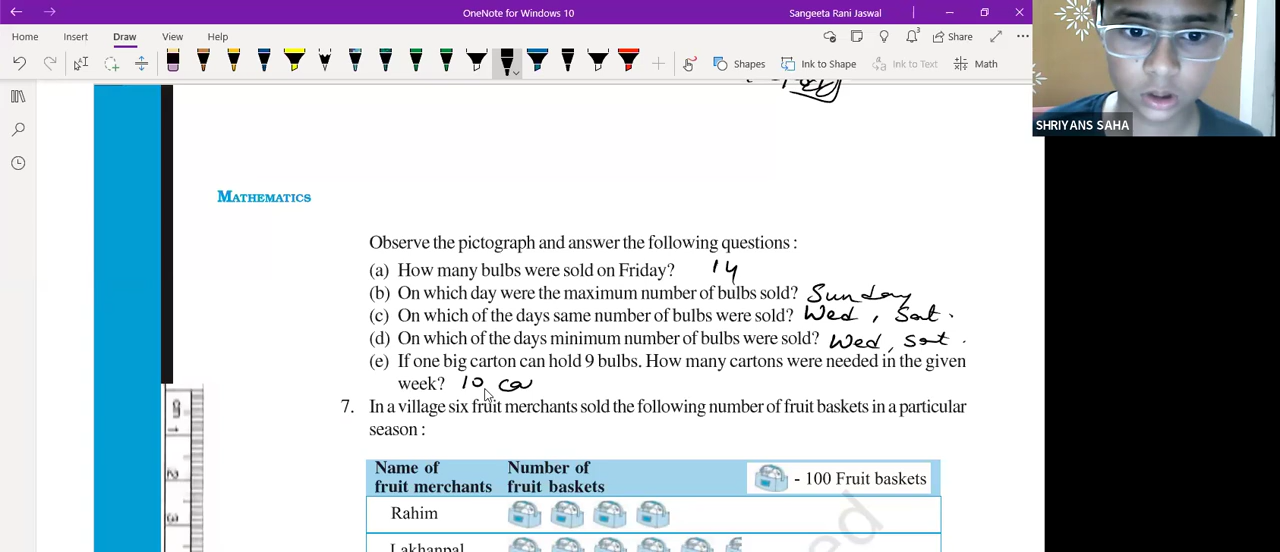 OneNote for Windows 10
Sangeeta Rani Jaswal
Home Insert Draw View Help
Share
Shapes Ink to Shape Ink to Text Math
SHRIYANS SAHA
MATHEMATICS
Observe the pictograph and answer the following questions :
(a) How many bulbs were sold on Friday? 14
(b) On which day were the maximum number of bulbs sold? Sunday
(c) On which of the days same number of bulbs were sold? Wed, Sat.
(d) On which of the days minimum number of bulbs were sold? Wed, Sat.
(e) If one big carton can hold 9 bulbs. How many cartons were needed in the given
week? 10 ca
7. In a village six fruit merchants sold the following number of fruit baskets in a particular
season :
Name of Number of
fruit merchants fruit baskets - 100 Fruit baskets
Rahim
Lakhanpal
cm 1
2
3